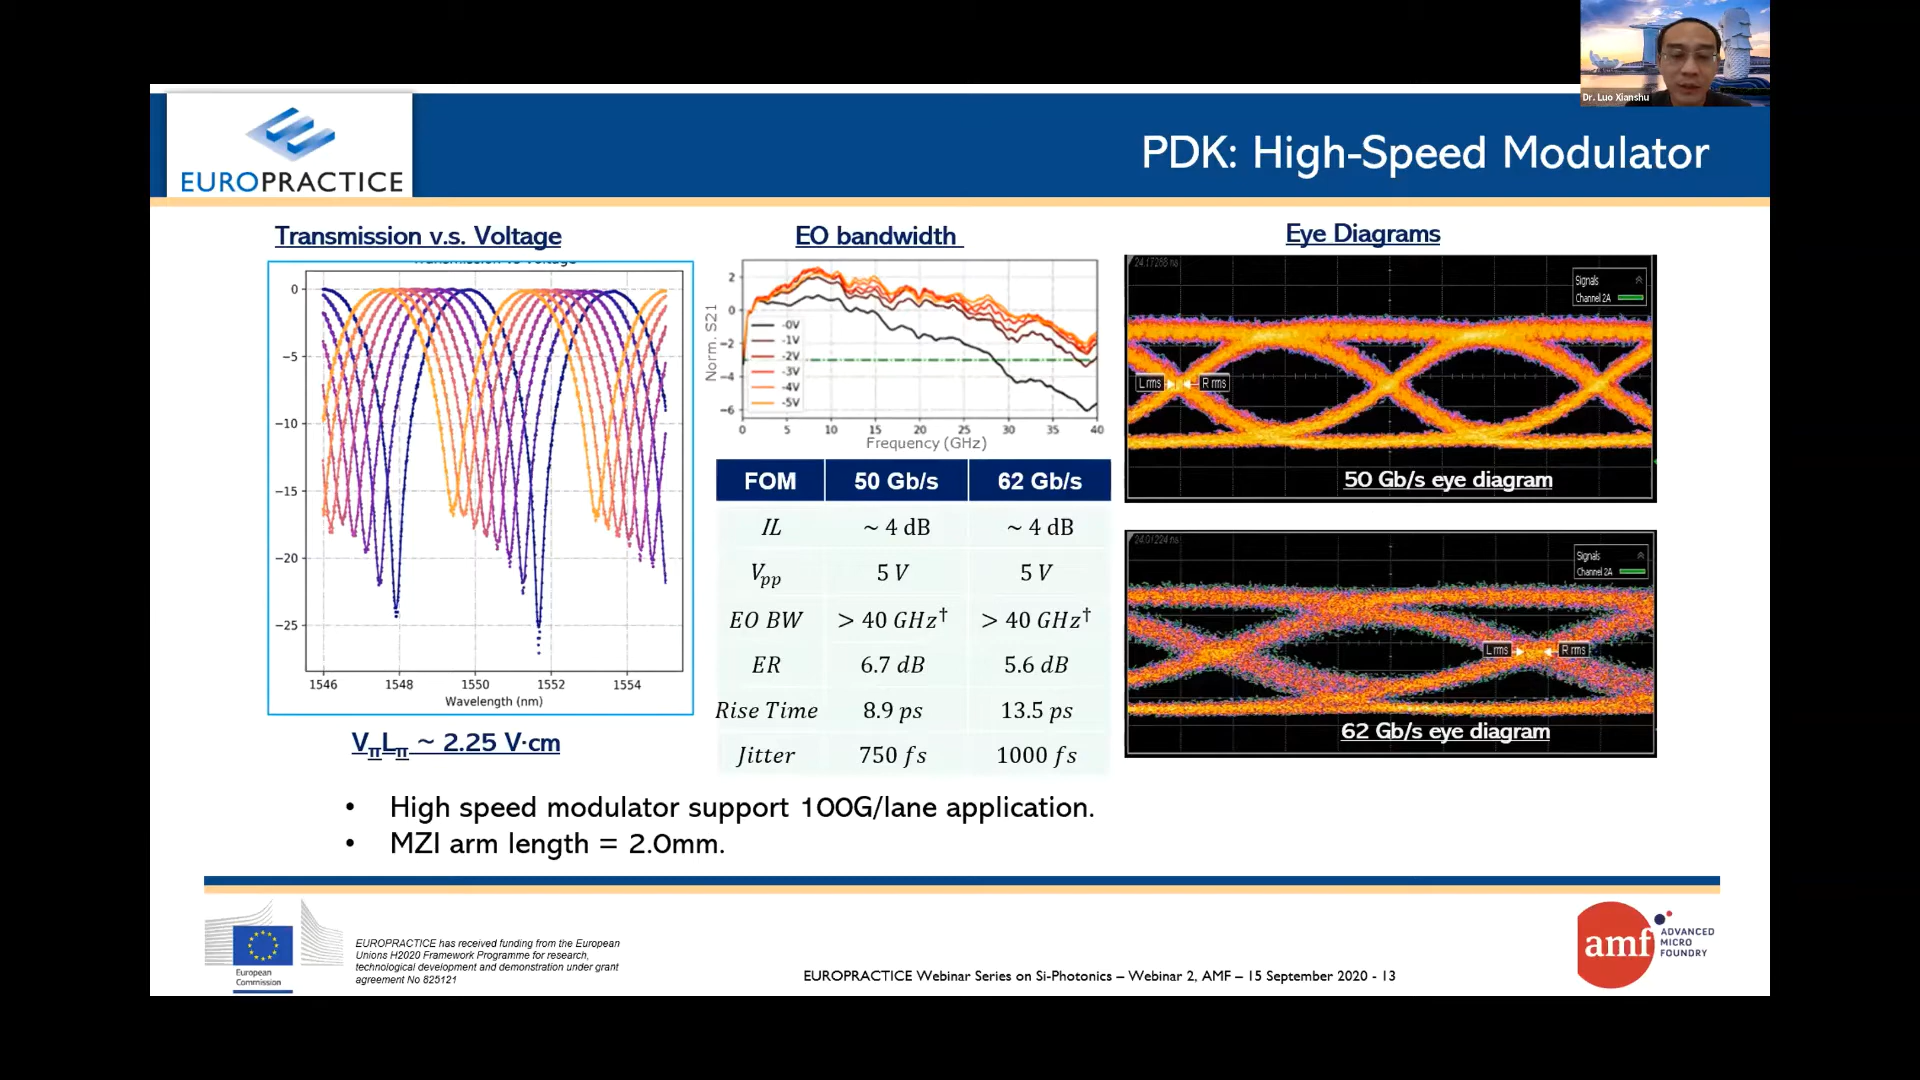 Dr. Luo Xianshu
EUROPRACTICE
PDK: High-Speed Modulator
Transmission v.s. Voltage
0
−5
−10
−15
−20
−25
1546 1548 1550 1552 1554
Wavelength (nm)
VπLπ ~ 2.25 V·cm
EO bandwidth
Norm. S21
2
0
−2
−4
−6
-0V
-1V
-2V
-3V
-4V
-5V
0 5 10 15 20 25 30 35 40
Frequency (GHz)
FOM 50 Gb/s 62 Gb/s
IL ~ 4 dB ~ 4 dB
Vpp 5 V 5 V
EO BW > 40 GHz† > 40 GHz†
ER 6.7 dB 5.6 dB
Rise Time 8.9 ps 13.5 ps
Jitter 750 fs 1000 fs
Eye Diagrams
24.17265 ns
Signals
Channel 2A
L rms R rms
50 Gb/s eye diagram
24.01224 ns
Signals
Channel 2A
L rms R rms
62 Gb/s eye diagram
• High speed modulator support 100G/lane application.
• MZI arm length = 2.0mm.
European
Commission
EUROPRACTICE has received funding from the European
Unions H2020 Framework Programme for research,
technological development and demonstration under grant
agreement No 825121
EUROPRACTICE Webinar Series on Si-Photonics – Webinar 2, AMF – 15 September 2020 - 13
amf
ADVANCED
MICRO
FOUNDRY